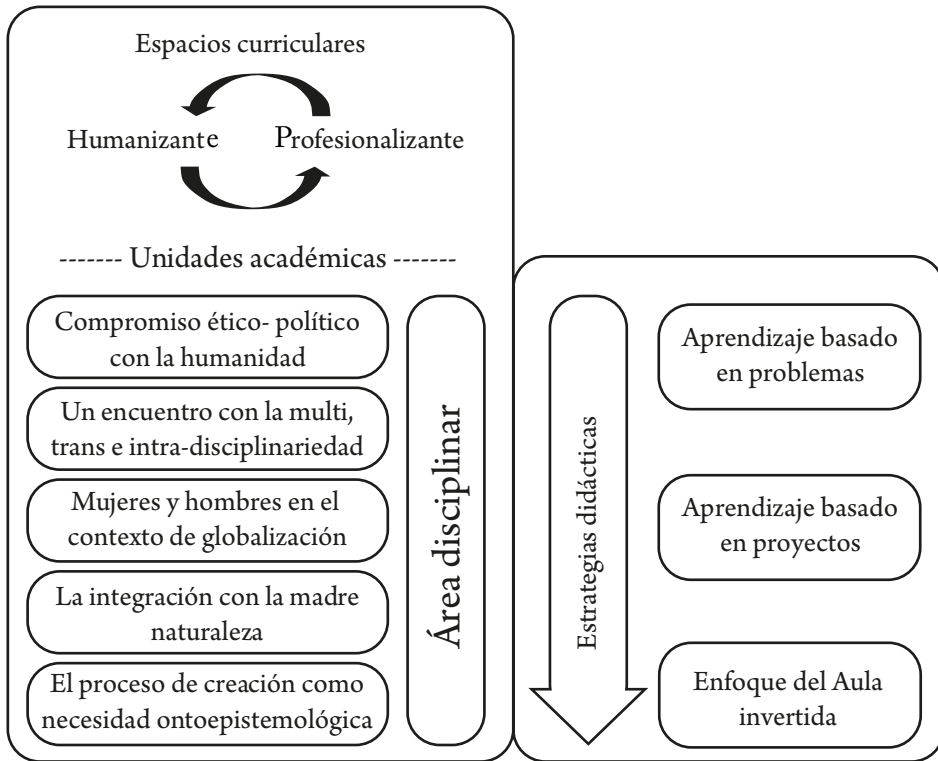 Espacios curriculares
Humanizante
Profesionalizante
------- Unidades académicas -------
Compromiso ético- político
con la humanidad
Un encuentro con la multi,
trans e intra-disciplinariedad
Mujeres y hombres en el
contexto de globalización
La integración con la madre
naturaleza
El proceso de creación como
necesidad ontoepistemológica
Área disciplinar
Estrategias didácticas
Aprendizaje basado
en problemas
Aprendizaje basado
en proyectos
Enfoque del Aula
invertida